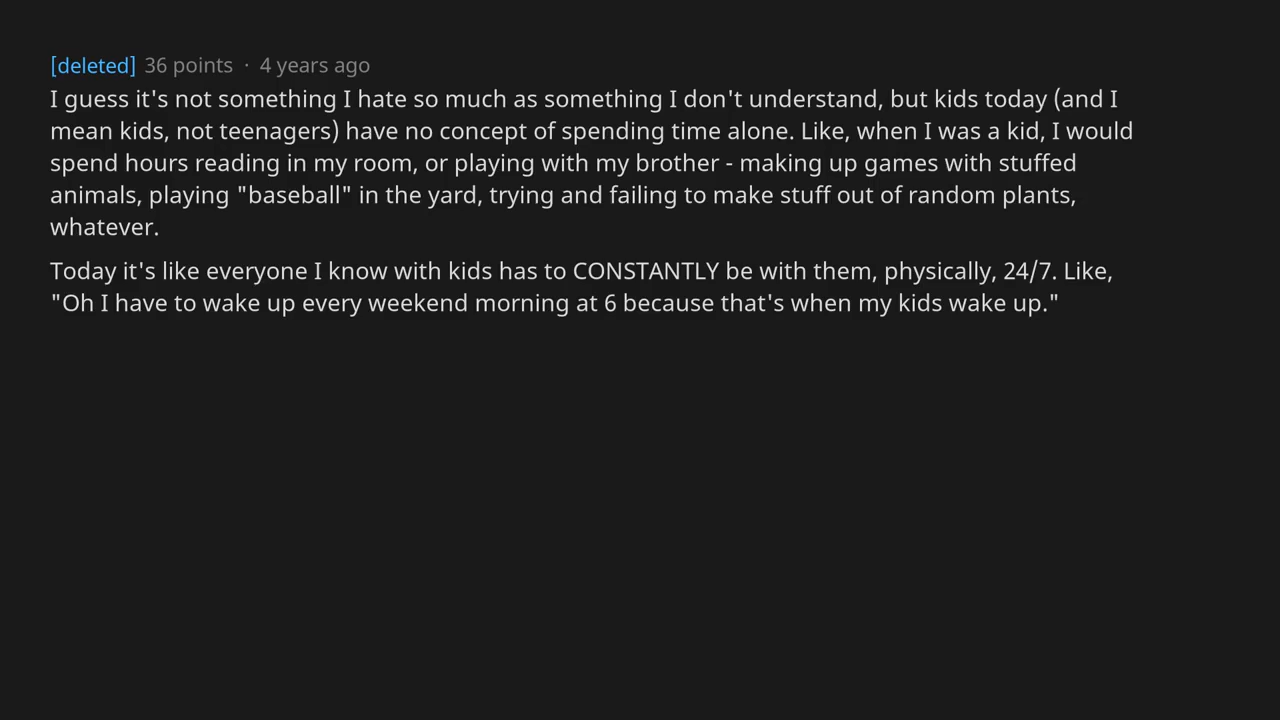 [deleted] 36 points · 4 years ago
I guess it's not something I hate so much as something I don't understand, but kids today (and I
mean kids, not teenagers) have no concept of spending time alone. Like, when I was a kid, I would
spend hours reading in my room, or playing with my brother - making up games with stuffed
animals, playing "baseball" in the yard, trying and failing to make stuff out of random plants,
whatever.
Today it's like everyone I know with kids has to CONSTANTLY be with them, physically, 24/7. Like,
"Oh I have to wake up every weekend morning at 6 because that's when my kids wake up."